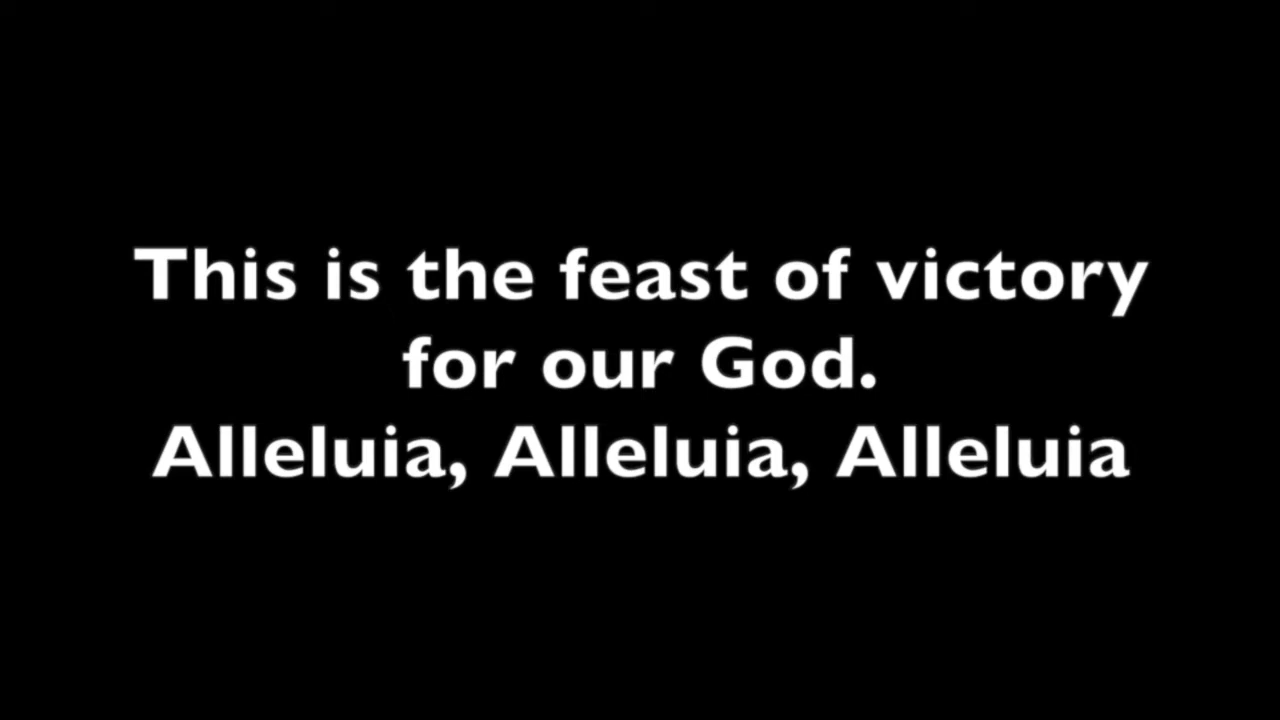 This is the feast of victory
for our God.
Alleluia, Alleluia, Alleluia